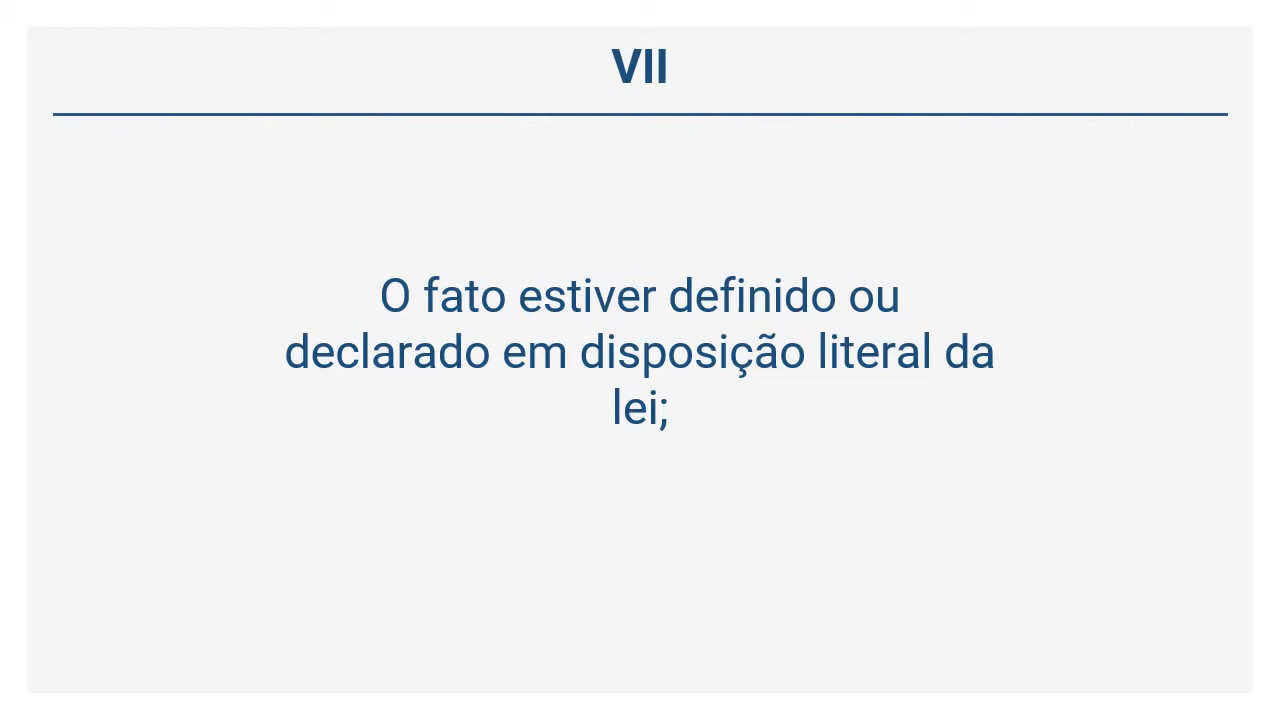 VII
O fato estiver definido ou
declarado em disposição literal da
lei;